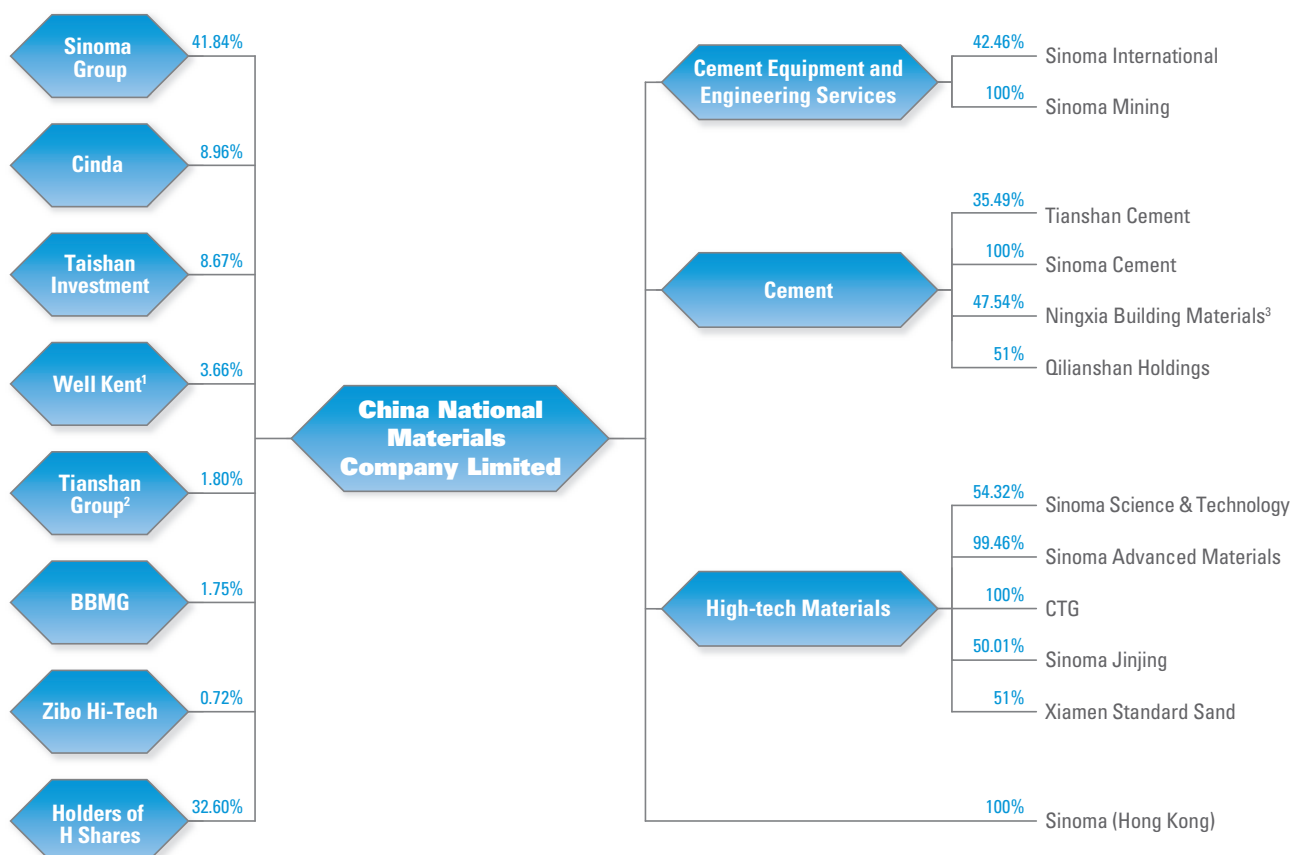 Sinoma
Group
41.84%
Cinda
8.96%
Taishan
Investment
8.67%
Well Kent¹
3.66%
Tianshan
Group²
1.80%
BBMG
1.75%
Zibo Hi-Tech
0.72%
Holders of
H Shares
32.60%
China National
Materials
Company Limited
Cement Equipment and
Engineering Services
42.46%
Sinoma International
100%
Sinoma Mining
Cement
35.49%
Tianshan Cement
100%
Sinoma Cement
47.54%
Ningxia Building Materials³
51%
Qilianshan Holdings
High-tech Materials
54.32%
Sinoma Science & Technology
99.46%
Sinoma Advanced Materials
100%
CTG
50.01%
Sinoma Jinjing
51%
Xiamen Standard Sand
100%
Sinoma (Hong Kong)